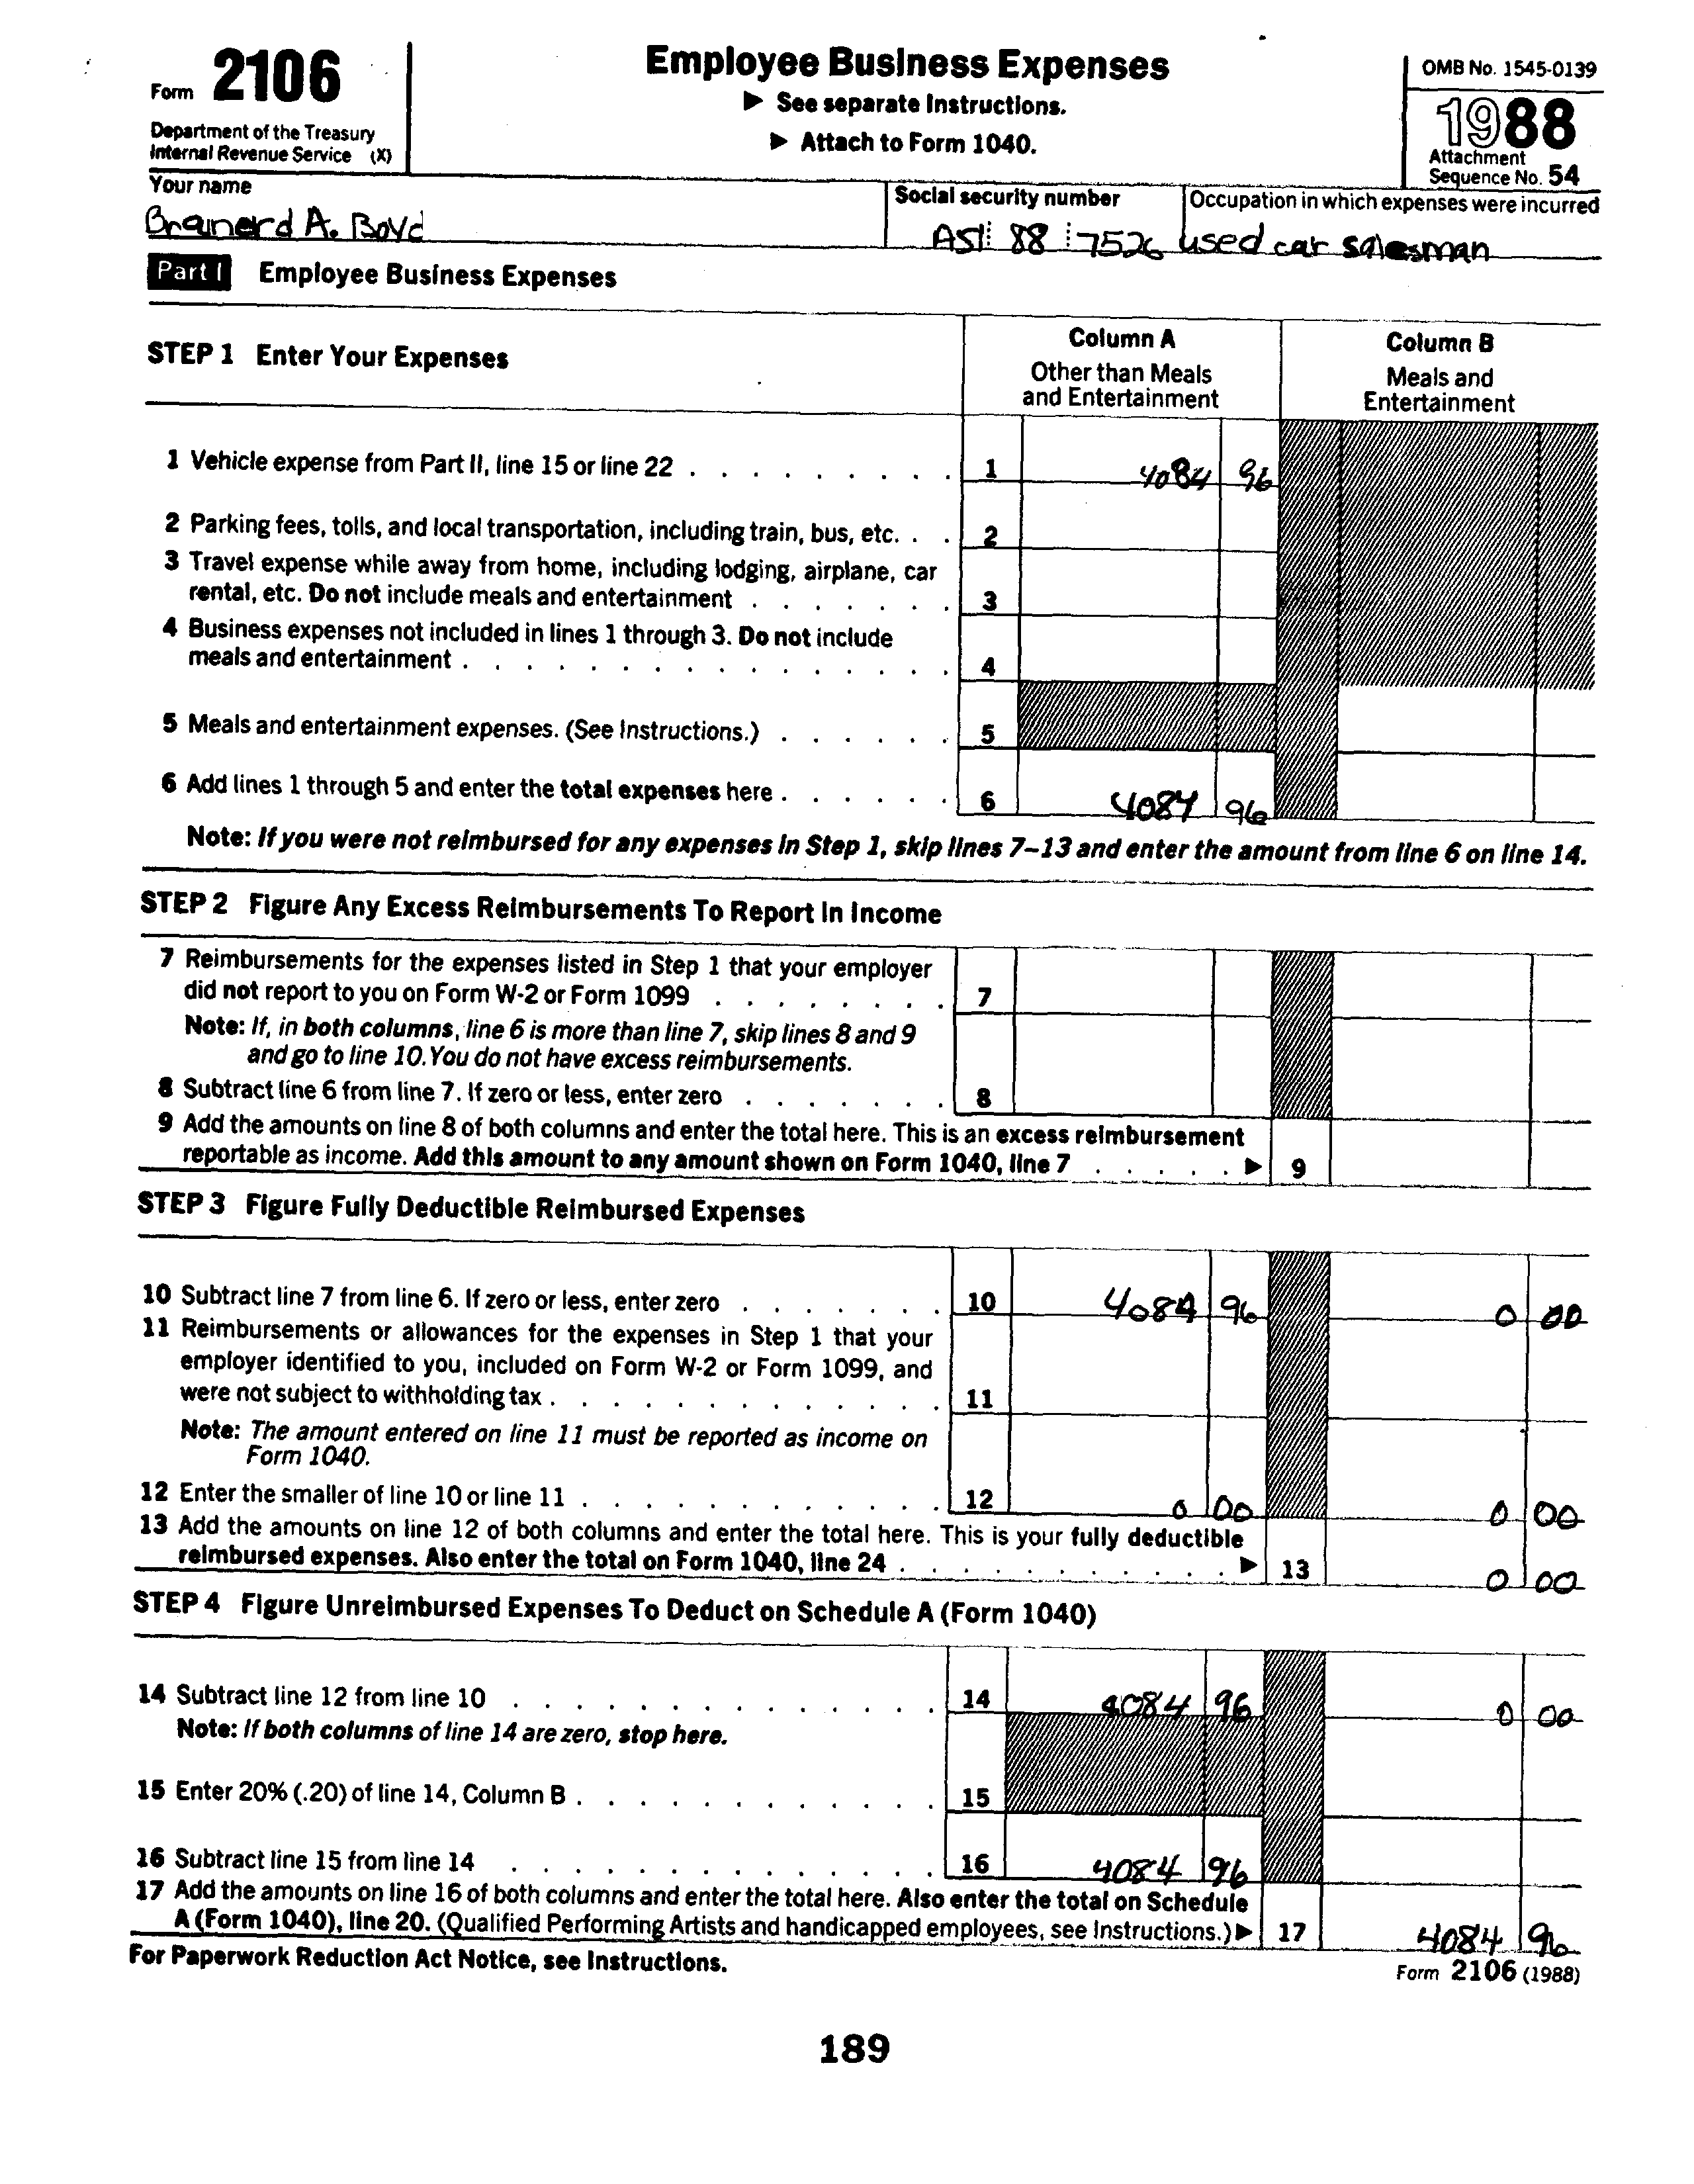 Form 2106
Department of the Treasury
Internal Revenue Service (X)
Employee Business Expenses
▶ See separate Instructions.
▶ Attach to Form 1040.
OMB No. 1545-0139
1988
Attachment
Sequence No. 54
Your name
Brainerd A. Boyd
Social security number
ASI 88 7526
Occupation in which expenses were incurred
used car salesman
Part I Employee Business Expenses
STEP 1 Enter Your Expenses
Column A
Other than Meals
and Entertainment
Column B
Meals and
Entertainment
1 Vehicle expense from Part II, line 15 or line 22 . . . . . . . . . 1 4084 96
2 Parking fees, tolls, and local transportation, including train, bus, etc. . . 2
3 Travel expense while away from home, including lodging, airplane, car
rental, etc. Do not include meals and entertainment . . . . . . . 3
4 Business expenses not included in lines 1 through 3. Do not include
meals and entertainment . . . . . . . . . . . . . . . . 4
5 Meals and entertainment expenses. (See Instructions.) . . . . . . 5
6 Add lines 1 through 5 and enter the total expenses here . . . . . . 6 4084 96
Note: If you were not reimbursed for any expenses in Step 1, skip lines 7–13 and enter the amount from line 6 on line 14.
STEP 2 Figure Any Excess Reimbursements To Report In Income
7 Reimbursements for the expenses listed in Step 1 that your employer
did not report to you on Form W-2 or Form 1099 . . . . . . . . 7
Note: If, in both columns, line 6 is more than line 7, skip lines 8 and 9
and go to line 10. You do not have excess reimbursements.
8 Subtract line 6 from line 7. If zero or less, enter zero . . . . . . . 8
9 Add the amounts on line 8 of both columns and enter the total here. This is an excess reimbursement
reportable as income. Add this amount to any amount shown on Form 1040, line 7 . . . . . ▶ 9
STEP 3 Figure Fully Deductible Reimbursed Expenses
10 Subtract line 7 from line 6. If zero or less, enter zero . . . . . . . 10 4084 96 0 00
11 Reimbursements or allowances for the expenses in Step 1 that your
employer identified to you, included on Form W-2 or Form 1099, and
were not subject to withholding tax . . . . . . . . . . . . . 11
Note: The amount entered on line 11 must be reported as income on
Form 1040.
12 Enter the smaller of line 10 or line 11 . . . . . . . . . . . . 12 0 00 0 00
13 Add the amounts on line 12 of both columns and enter the total here. This is your fully deductible
reimbursed expenses. Also enter the total on Form 1040, line 24 . . . . . . . . . . . ▶ 13 0 00
STEP 4 Figure Unreimbursed Expenses To Deduct on Schedule A (Form 1040)
14 Subtract line 12 from line 10 . . . . . . . . . . . . . . 14 4084 96 0 00
Note: If both columns of line 14 are zero, stop here.
15 Enter 20% (.20) of line 14, Column B . . . . . . . . . . . . 15
16 Subtract line 15 from line 14 . . . . . . . . . . . . . . 16 4084 96
17 Add the amounts on line 16 of both columns and enter the total here. Also enter the total on Schedule
A (Form 1040), line 20. (Qualified Performing Artists and handicapped employees, see Instructions.) ▶ 17 4084 96
For Paperwork Reduction Act Notice, see Instructions.
Form 2106 (1988)
189